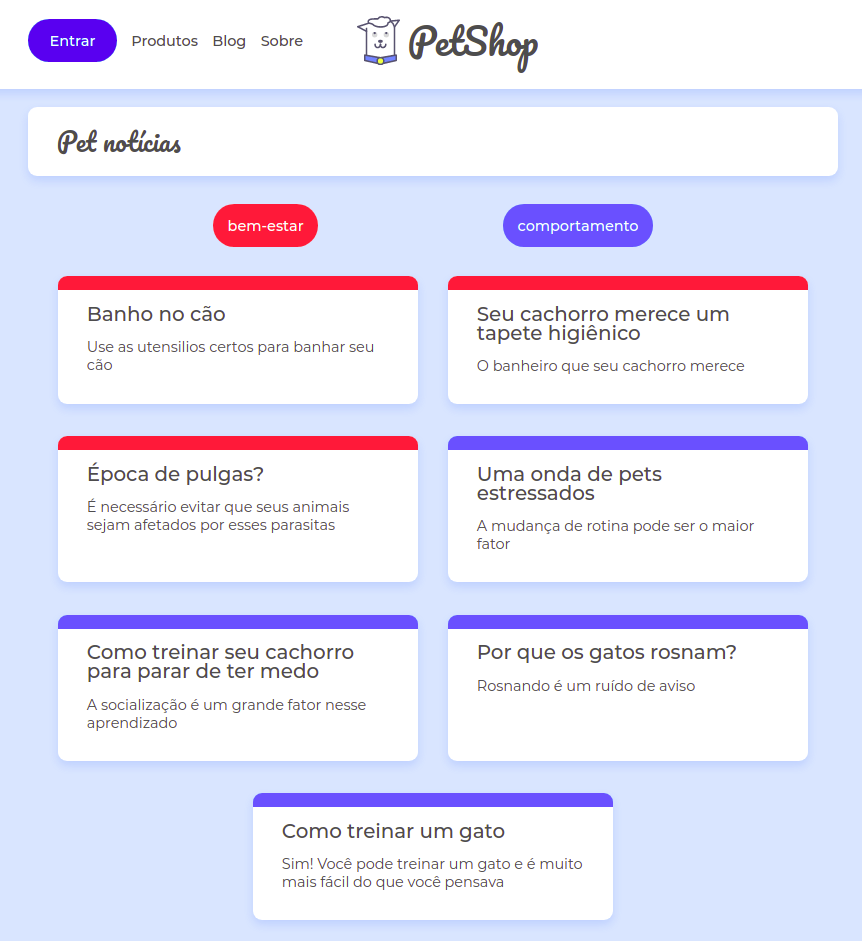 Entrar Produtos Blog Sobre PetShop
Pet notícias
bem-estar
comportamento
Banho no cão
Use as utensilios certos para banhar seu
cão
Seu cachorro merece um
tapete higiênico
O banheiro que seu cachorro merece
Época de pulgas?
É necessário evitar que seus animais
sejam afetados por esses parasitas
Uma onda de pets
estressados
A mudança de rotina pode ser o maior
fator
Como treinar seu cachorro
para parar de ter medo
A socialização é um grande fator nesse
aprendizado
Por que os gatos rosnam?
Rosnando é um ruído de aviso
Como treinar um gato
Sim! Você pode treinar um gato e é muito
mais fácil do que você pensava